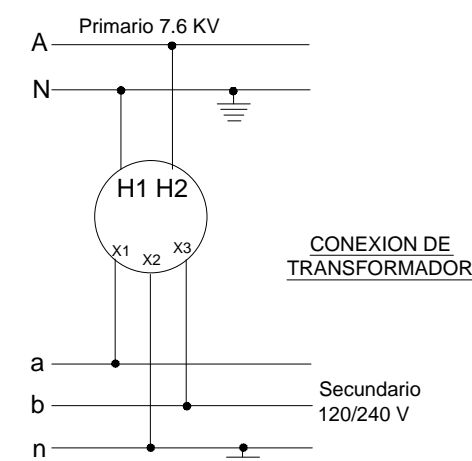 Primario 7.6 KV
A
N
H1 H2
X1 X2 X3
CONEXION DE
TRANSFORMADOR
a
b
Secundario
120/240 V
n